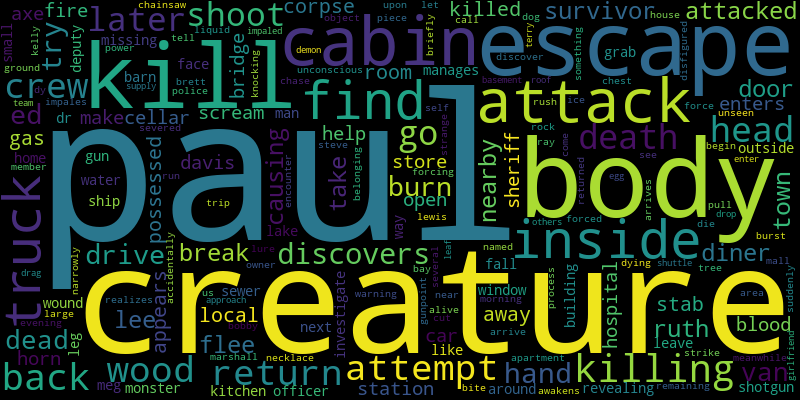 chainsaw
corpse
object piece upon let
axe fire later shoot
killed call dog house
small try deputy missing
bridge
cabin escape
survivor attacked
kelly power tell liquid impaled
demon briefly terry something disfigured
crew kill
barn face room manages grab door
ground brett police knocking
unconscious discover basement roof chest
team supply
cellar scream find attack enters
impales
ed dr make man chase self rush ice force unseen
death head
severed steve strange rock ray begin outside
gas home gun possessed davis help go store nearby sheriff
member water causing take belonging burn
open body town
ship trip encounter forcing come see enter
paul
truck run lake way lewis egg returned arrives die pull drop
drive break discovers inside diner
others forced burst
drag narrowly accidentally lure leaf several named dying shuttle tree mall
creature
wound us sewer owner bay fall window building hospital area suddenly
large appears realizes approach warning near process stab
lee local investigate gunpoint alive morning away ruth blood
evening bobby cut
dead flee next car like arrive leave strike girlfriend
horn leg marshall necklace apartment revealing meanwhile
back wood return attempt hand killing van
meg monster kitchen officer station bite around awakens remaining shotgun